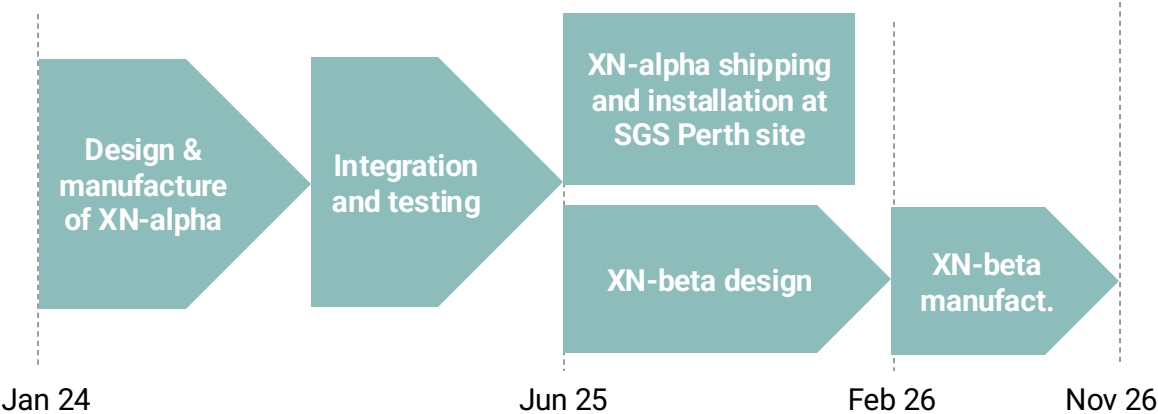 Design &
manufacture
of XN-alpha
Integration
and testing
XN-alpha shipping
and installation at
SGS Perth site
XN-beta design
XN-beta
manufact.
Jan 24
Jun 25
Feb 26
Nov 26